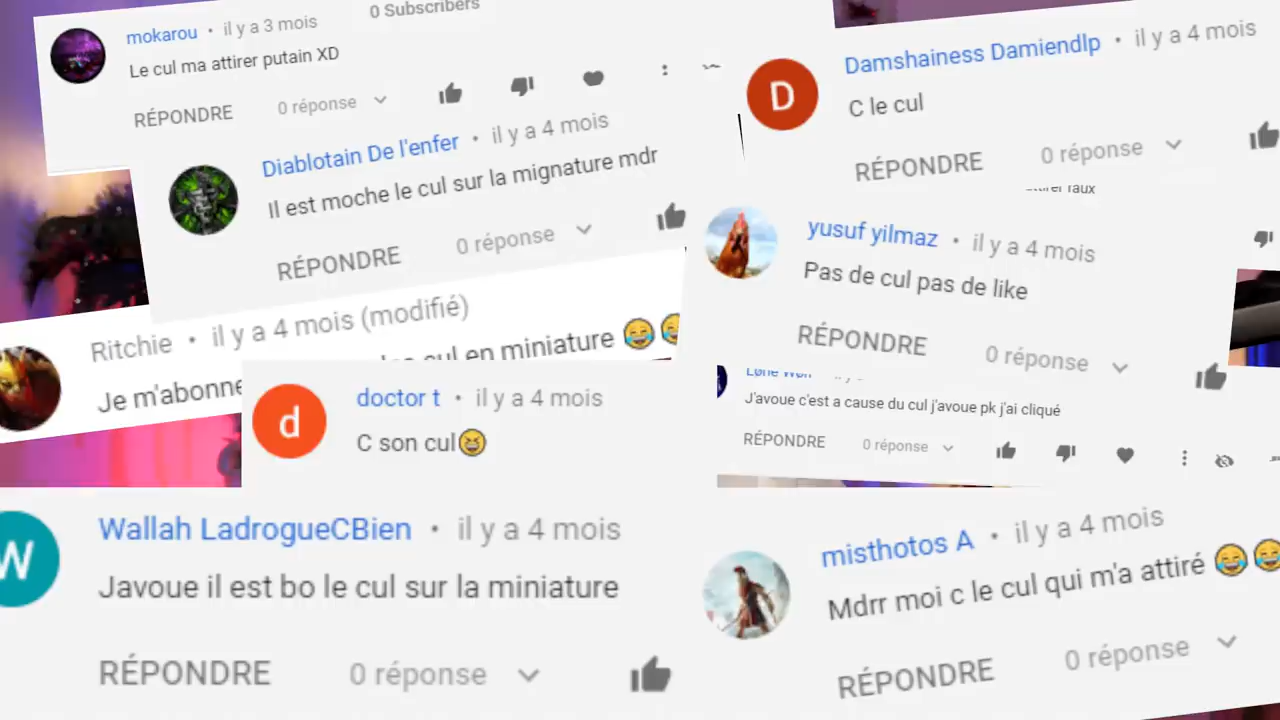 0 Subscribers
mokarou • il y a 3 mois
Le cul ma attirer putain XD
RÉPONDRE 0 réponse
Diablotain De l'enfer • il y a 4 mois
Il est moche le cul sur la mignature mdr
RÉPONDRE 0 réponse
Ritchie • il y a 4 mois (modifié)
Je m'abonne cul en miniature 😂😂
doctor t • il y a 4 mois
C son cul😆
Wallah LadrogueCBien • il y a 4 mois
Javoue il est bo le cul sur la miniature
RÉPONDRE 0 réponse
Damshainess Damiendlp • il y a 4 mois
D
C le cul
RÉPONDRE 0 réponse
faux
yusuf yilmaz • il y a 4 mois
Pas de cul pas de like
RÉPONDRE 0 réponse
J'avoue c'est a cause du cul j'avoue pk j'ai cliqué
RÉPONDRE 0 réponse
misthotos A • il y a 4 mois
Mdrr moi c le cul qui m'a attiré 😂😂
RÉPONDRE 0 réponse
d
W